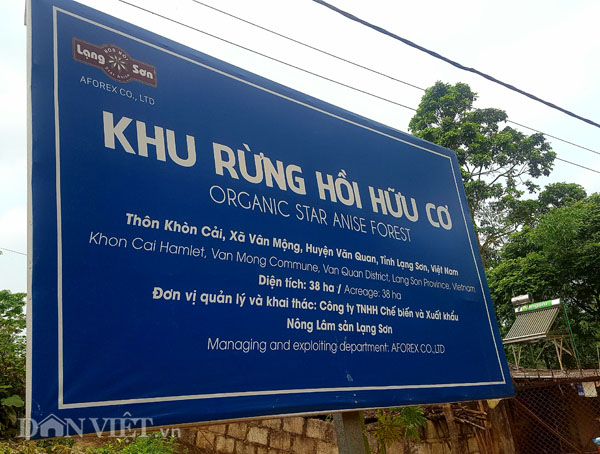 HOA HỒI
Lạng Sơn
STAR ANISE
AFOREX CO., LTD
KHU RỪNG HỒI HỮU CƠ
ORGANIC STAR ANISE FOREST
Thôn Khòn Cải, Xã Vân Mộng, Huyện Văn Quan, Tỉnh Lạng Sơn, Việt Nam
Khon Cai Hamlet, Van Mong Commune, Van Quan District, Lang Son Province, Vietnam
Diện tích: 38 ha / Acreage: 38 ha
Đơn vị quản lý và khai thác: Công ty TNHH Chế biến và Xuất khẩu
Nông Lâm sản Lạng Sơn
Managing and exploiting department: AFOREX CO.,LTD
DÂN VIỆT.vn